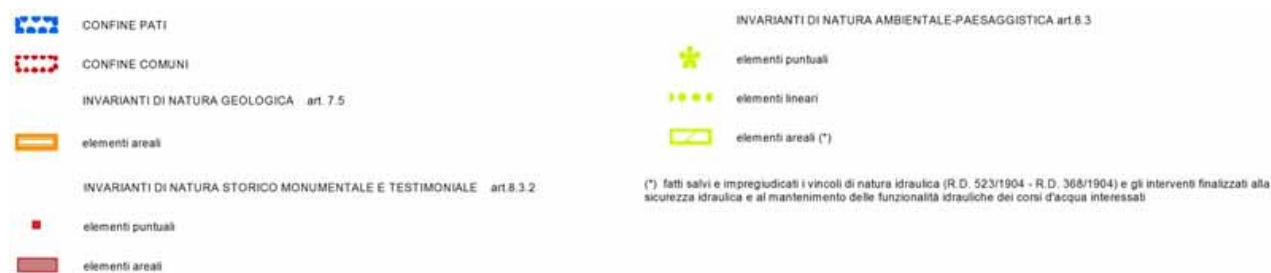 CONFINE PATI
CONFINE COMUNI
INVARIANTI DI NATURA GEOLOGICA art. 7.5
elementi areali
INVARIANTI DI NATURA STORICO MONUMENTALE E TESTIMONIALE art.8.3.2
elementi puntuali
elementi areali
INVARIANTI DI NATURA AMBIENTALE-PAESAGGISTICA art.8.3
elementi puntuali
elementi lineari
elementi areali (*)
(*) fatti salvi e impregiudicati i vincoli di natura idraulica (R.D. 523/1904 - R.D. 368/1904) e gli interventi finalizzati alla
sicurezza idraulica e al mantenimento delle funzionalità idrauliche dei corsi d'acqua interessati